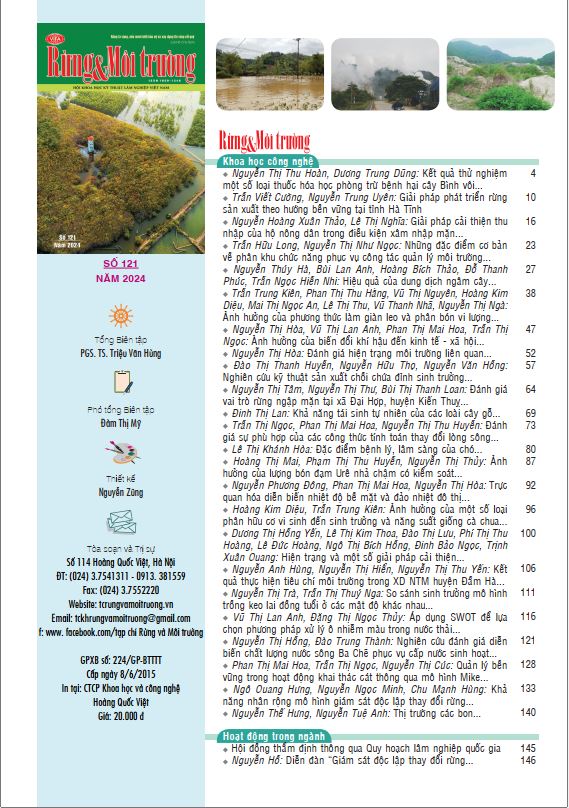 VIFA
Rừng&Môi trường
HỘI KHOA HỌC KỸ THUẬT LÂM NGHIỆP VIỆT NAM
Số 121
Năm 2024
SỐ 121
NĂM 2024
Tổng Biên tập
PGS. TS. Triệu Văn Hùng
Phó tổng Biên tập
Đàm Thị Mỹ
Thiết kế
Nguyễn Zũng
Tòa soạn và Trị sự
Số 114 Hoàng Quốc Việt, Hà Nội
ĐT: (024) 3.7541311 - 0913. 381559
Fax: (024) 3.7552220
Website: tcrungvamoitruong.vn
Email: tckhrungvamoitruong@gmail.com
f: www. facebook.com/tạp chí Rừng và Môi trường
GPXB số: 224/GP-BTTTT
Cấp ngày 8/6/2015
In tại: CTCP Khoa học và công nghệ
Hoàng Quốc Việt
Giá: 20.000 đ
Rừng&Môi trường
Khoa học công nghệ
◆ Nguyễn Thị Thu Hoàn, Dương Trung Dũng: Kết quả thử nghiệm 4
một số loại thuốc hóa học phòng trừ bệnh hại cây Bình vôi...
◆ Trần Viết Cường, Nguyễn Trung Uyên: Giải pháp phát triển rừng 10
sản xuất theo hướng bền vững tại tỉnh Hà Tĩnh
◆ Nguyễn Hoàng Xuân Thảo, Lê Thị Nghĩa: Giải pháp cải thiện thu 16
nhập của hộ nông dân trong điều kiện xâm nhập mặn...
◆ Trần Hữu Long, Nguyễn Thị Như Ngọc: Những đặc điểm cơ bản 23
về phân khu chức năng phục vụ công tác quản lý môi trường...
◆ Nguyễn Thúy Hà, Bùi Lan Anh, Hoàng Bích Thảo, Đỗ Thanh 27
Phúc, Trần Ngọc Hiền Nhi: Hiệu quả của dung dịch ngâm cây...
◆ Trần Trung Kiên, Phan Thị Thu Hằng, Vũ Thị Nguyên, Hoàng Kim 38
Diệu, Mai Thị Ngọc An, Lê Thị Thu, Vũ Thanh Nhã, Nguyễn Thị Ngà:
Ảnh hưởng của phương thức làm giàn leo và phân bón vi lượng...
◆ Nguyễn Thị Hòa, Vũ Thị Lan Anh, Phan Thị Mai Hoa, Trần Thị 47
Ngọc: Ảnh hưởng của biến đổi khí hậu đến kinh tế - xã hội...
◆ Nguyễn Thị Hòa: Đánh giá hiện trạng môi trường liên quan... 52
◆ Đào Thị Thanh Huyền, Nguyễn Hữu Thọ, Nguyễn Văn Hồng: 57
Nghiên cứu kỹ thuật sản xuất chồi chứa đỉnh sinh trưởng...
◆ Nguyễn Thị Tâm, Nguyễn Thị Thư, Bùi Thị Thanh Loan: Đánh giá 64
vai trò rừng ngập mặn tại xã Đại Hợp, huyện Kiến Thuỵ...
◆ Đinh Thị Lan: Khả năng tái sinh tự nhiên của các loài cây gỗ... 69
◆ Trần Thị Ngọc, Phan Thị Mai Hoa, Nguyễn Thị Thu Huyền: Đánh 73
giá sự phù hợp của các công thức tính toán thay đổi lòng sông...
◆ Lê Thị Khánh Hòa: Đặc điểm bệnh lý, lâm sàng của chó... 80
◆ Hoàng Thị Mai, Phạm Thị Thu Huyền, Nguyễn Thị Thủy: Ảnh 87
hưởng của lượng bón đạm Urê nhả chậm có kiểm soát...
◆ Nguyễn Phương Đông, Phan Thị Mai Hoa, Nguyễn Thị Hòa: Trực 92
quan hóa diễn biến nhiệt độ bề mặt và đảo nhiệt đô thị...
◆ Hoàng Kim Diệu, Trần Trung Kiên: Ảnh hưởng của một số loại 96
phân hữu cơ vi sinh đến sinh trưởng và năng suất giống cà chua...
◆ Dương Thị Hồng Yến, Lê Thị Kim Thoa, Đào Thị Lưu, Phí Thị Thu 100
Hoàng, Lê Đức Hoàng, Ngô Thị Bích Hồng, Đinh Bảo Ngọc, Trịnh
Xuân Quang: Hiện trạng và một số giải pháp cải thiện...
◆ Nguyễn Anh Hùng, Nguyễn Thị Hiền, Nguyễn Thị Thu Yến: Kết 106
quả thực hiện tiêu chí môi trường trong XD NTM huyện Đầm Hà...
◆ Nguyễn Thị Trà, Trần Thị Thuý Nga: So sánh sinh trưởng mô hình 111
trồng keo lai đồng tuổi ở các mật độ khác nhau...
◆ Vũ Thị Lan Anh, Đặng Thị Ngọc Thủy: Áp dụng SWOT để lựa 116
chọn phương pháp xử lý ô nhiễm màu trong nước thải...
◆ Nguyễn Thị Hồng, Đào Trung Thành: Nghiên cứu đánh giá diễn 121
biến chất lượng nước sông Ba Chẽ phục vụ cấp nước sinh hoạt...
◆ Phan Thị Mai Hoa, Trần Thị Ngọc, Nguyễn Thị Cúc: Quản lý bền 128
vững trong hoạt động khai thác cát thông qua mô hình Mike...
◆ Ngô Quang Hưng, Nguyễn Ngọc Minh, Chu Mạnh Hùng: Khả 133
năng nhân rộng mô hình giám sát độc lập thay đổi rừng...
◆ Nguyễn Thế Hưng, Nguyễn Tuệ Anh: Thị trường các bon... 140
Hoạt động trong ngành
◆ Hội đồng thẩm định thông qua Quy hoạch lâm nghiệp quốc gia 145
◆ Nguyên Hồ: Diễn đàn “Giám sát độc lập thay đổi rừng... 146